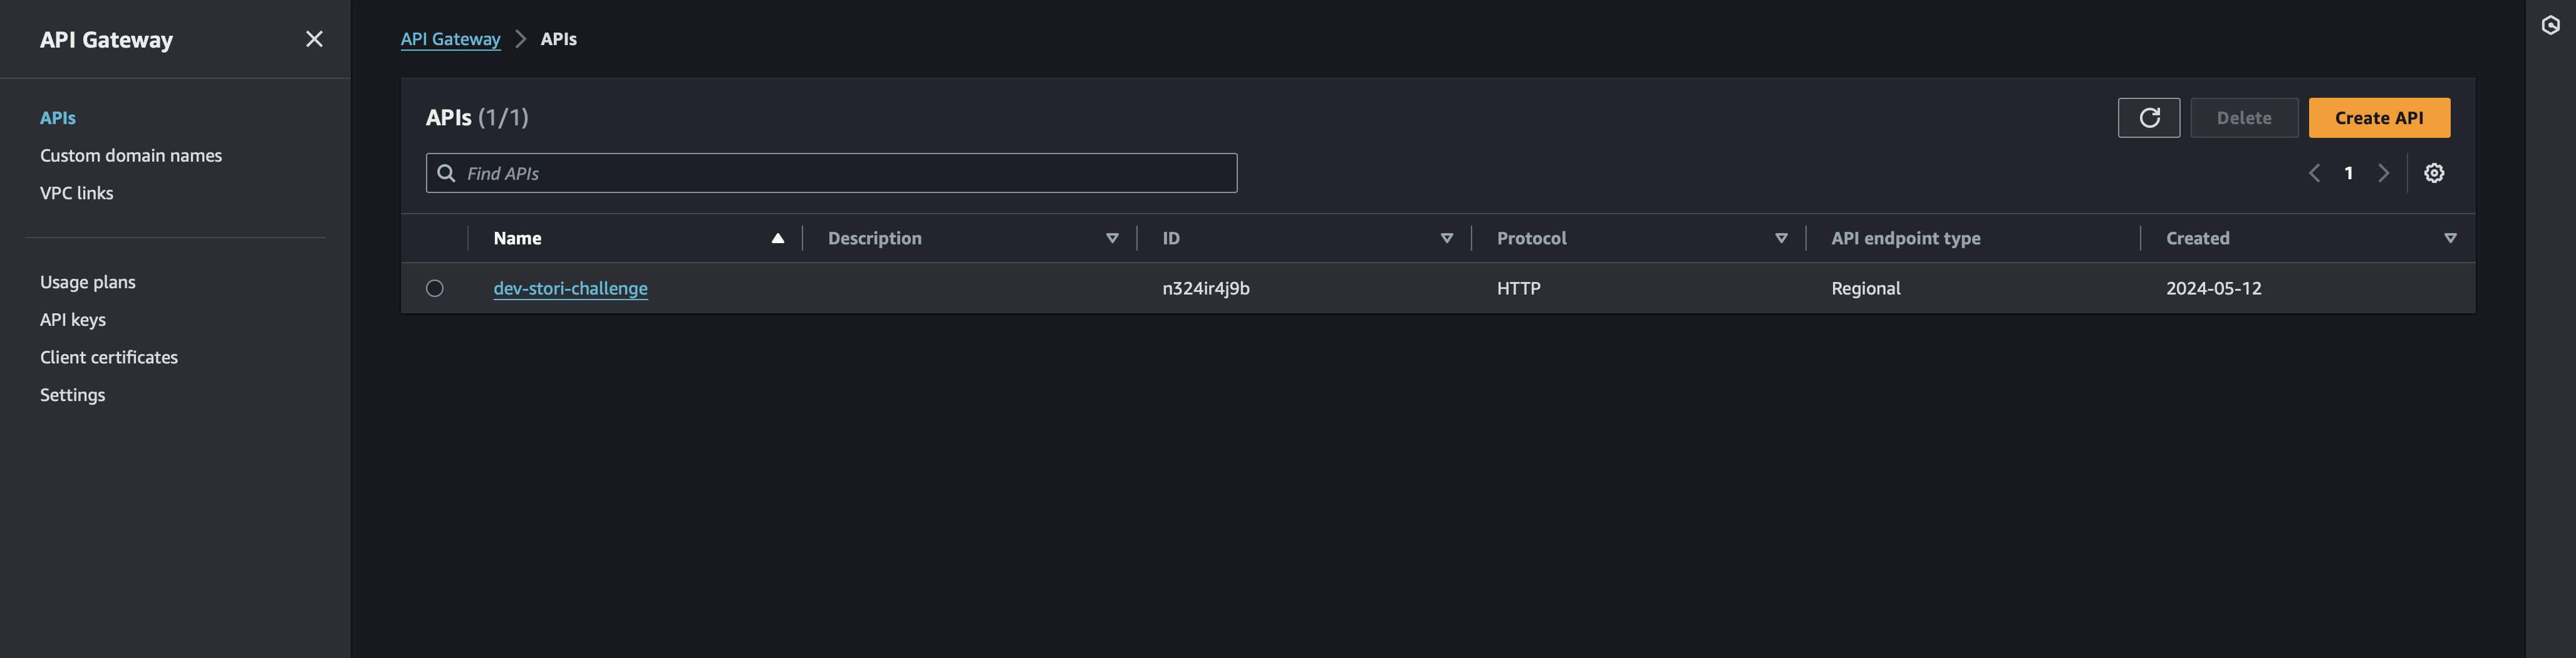 API Gateway
APIs
Custom domain names
VPC links
Usage plans
API keys
Client certificates
Settings
API Gateway APIs
APIs (1/1)
Delete
Create API
Find APIs
1
Name Description ID Protocol API endpoint type Created
dev-stori-challenge n324ir4j9b HTTP Regional 2024-05-12